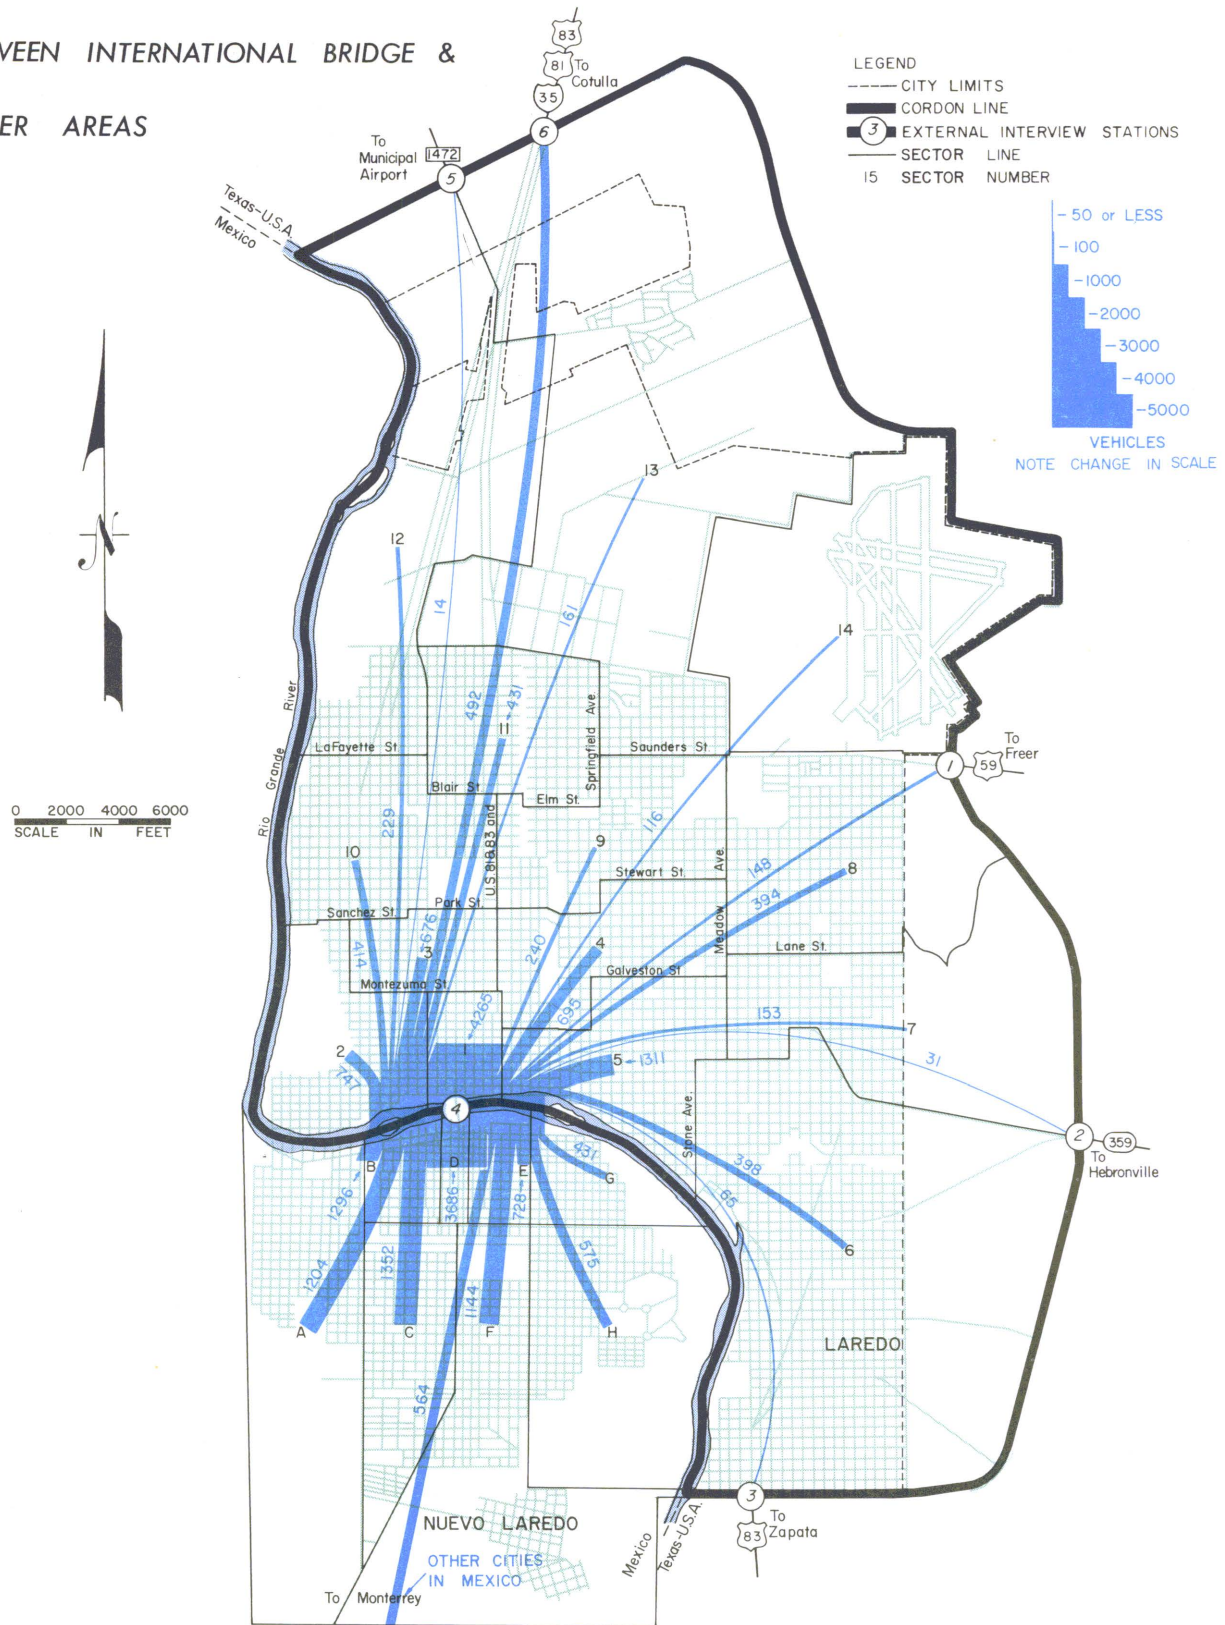 VEEN INTERNATIONAL BRIDGE &
ER AREAS
83
81
To
Cotulla
35
6
To
Municipal
Airport
1472
5
LEGEND
CITY LIMITS
CORDON LINE
3 EXTERNAL INTERVIEW STATIONS
SECTOR LINE
15 SECTOR NUMBER
- 50 or LESS
- 100
-1000
-2000
-3000
-4000
-5000
VEHICLES
NOTE CHANGE IN SCALE
Texas-U.S.A.
Mexico
N
13
12
14
161
14
492
431
11
River
Grande
Rio
LaFayette St.
Springfield Ave.
Saunders St.
To
Freer
1
59
Blair St.
Elm St.
0 2000 4000 6000
SCALE IN FEET
229
U.S. 81&83 and
116
10
9
Stewart St.
Ave.
Meadow
148
8
394
Sanchez St.
Park St.
676
3
414
240
4
Lane St.
Galveston St
Montezuma St.
4265
695
153
7
2
747
1
5
1311
31
4
Stone Ave.
2
359
To
Hebronville
B
D
E
431
G
398
1296
3686
728
65
6
1204
1352
1144
575
A
C
F
H
LAREDO
564
3
To
Zapata
83
NUEVO LAREDO
Mexico
Texas-U.S.A.
OTHER CITIES
IN MEXICO
To Monterrey